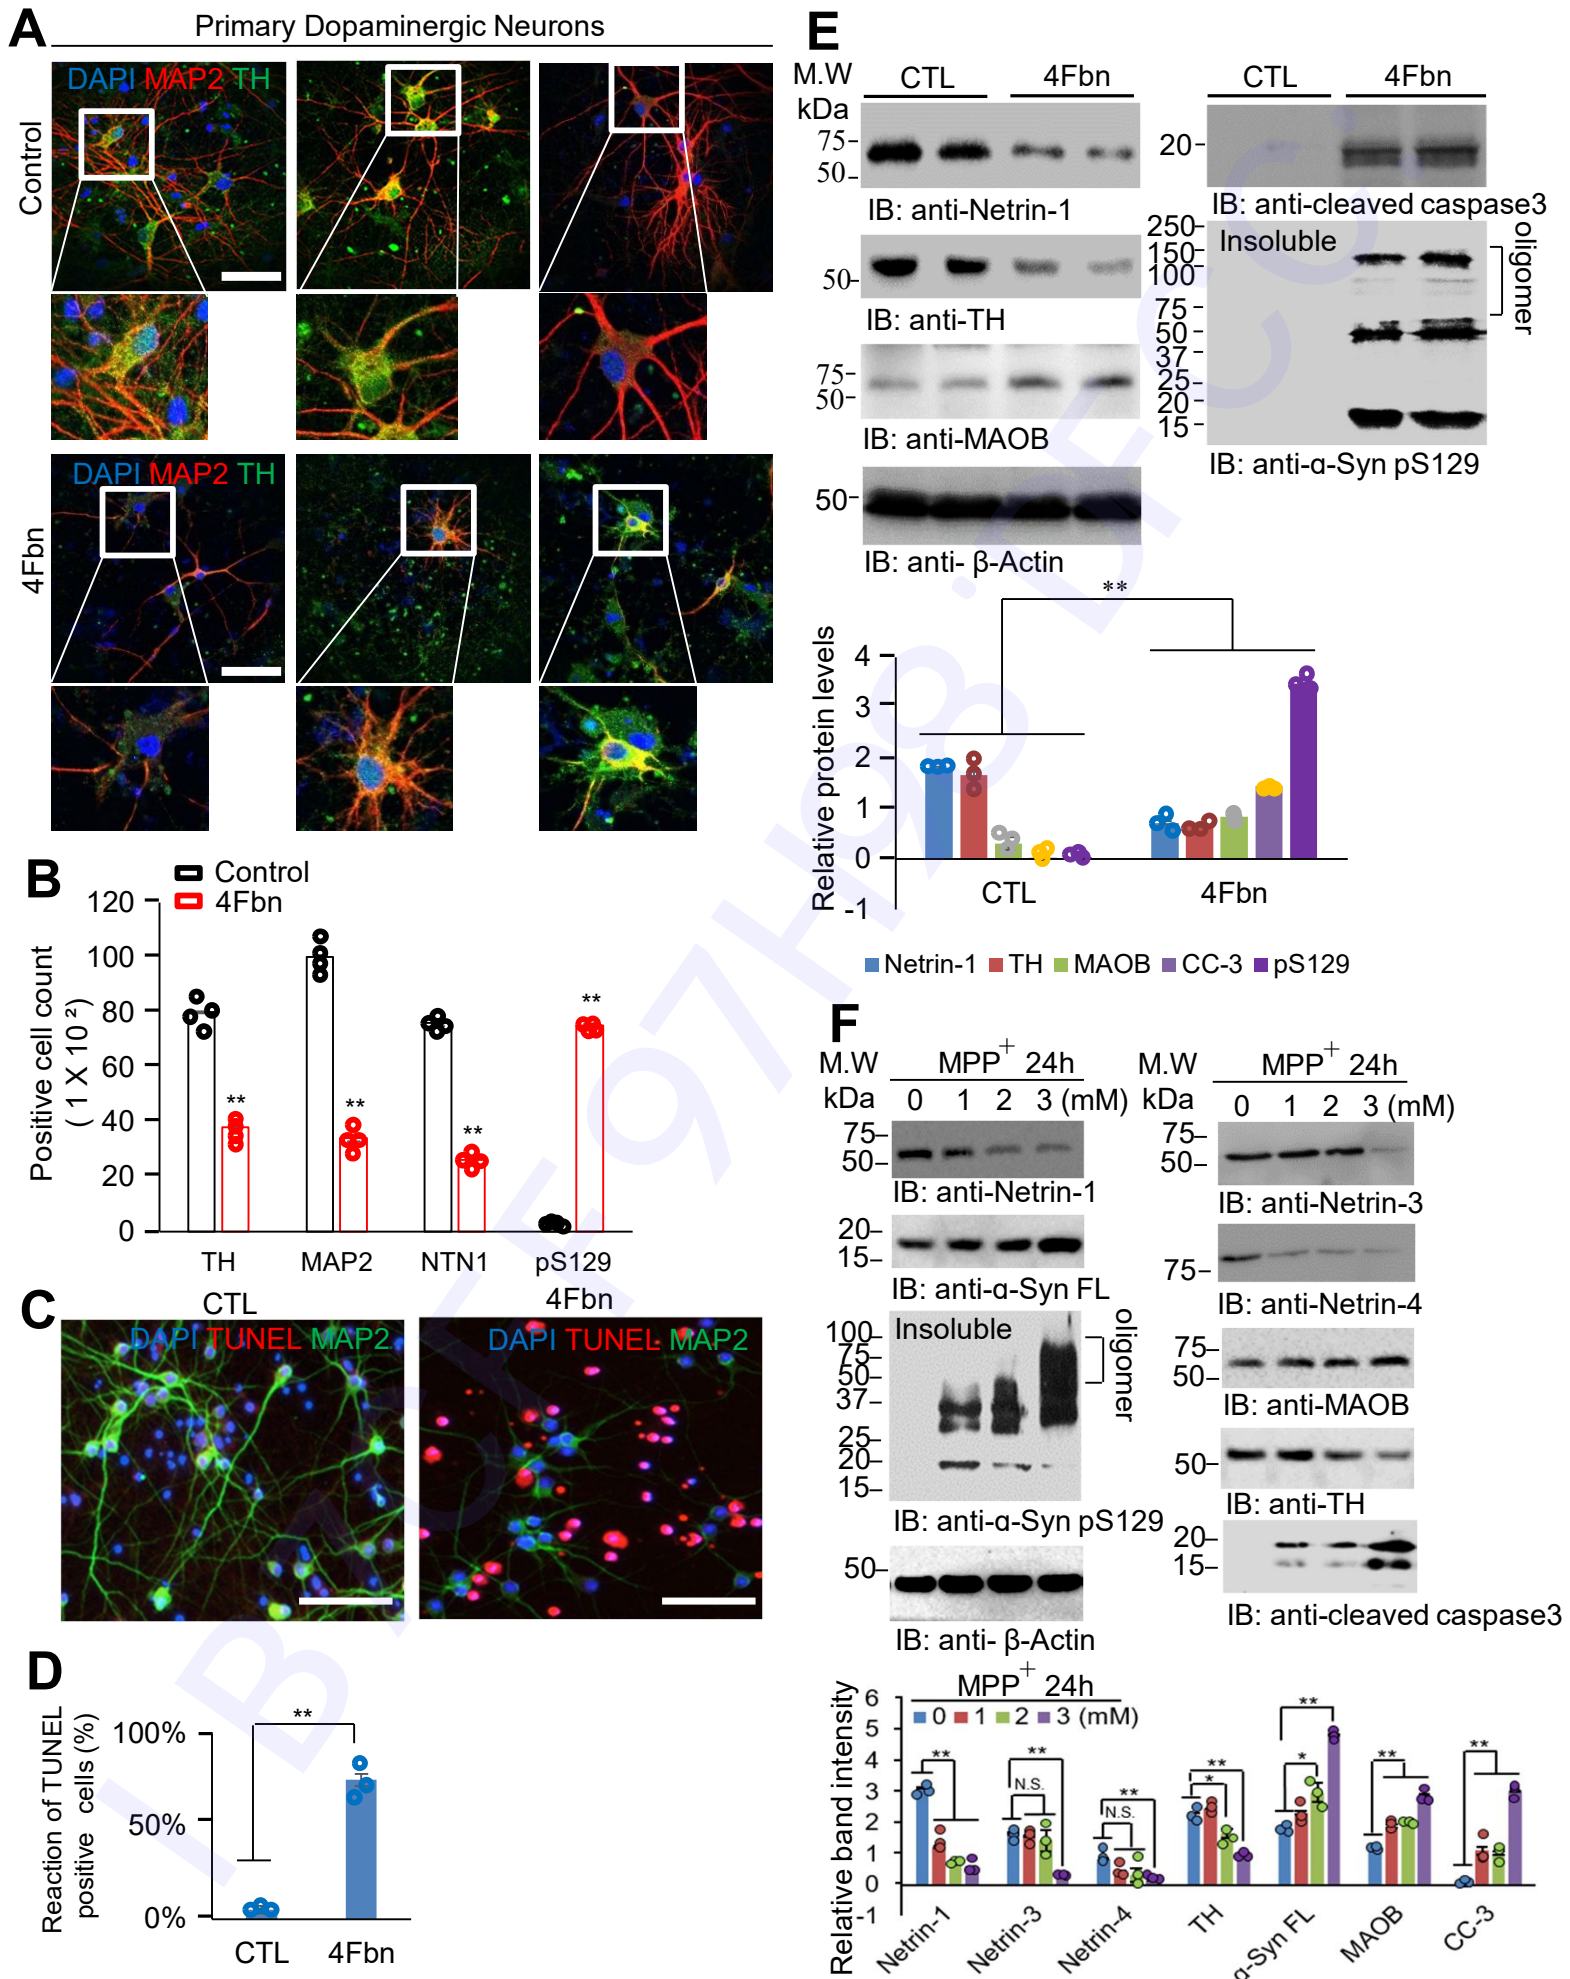 A
Primary Dopaminergic Neurons
Control
DAPI MAP2 TH
4Fbn
DAPI MAP2 TH
B
Control
4Fbn
Positive cell count
( 1 X 10 ²)
120
100
80
60
40
20
0
**
**
**
**
TH
MAP2
NTN1
pS129
C
CTL
4Fbn
DAPI TUNEL MAP2
DAPI TUNEL MAP2
D
Reaction of TUNEL
positive cells (%)
100%
50%
0%
**
CTL
4Fbn
E
M.W
kDa
CTL
4Fbn
75-
50-
IB: anti-Netrin-1
50-
IB: anti-TH
75-
50-
IB: anti-MAOB
50-
IB: anti- β-Actin
CTL
4Fbn
20-
IB: anti-cleaved caspase3
250-
150-
100-
75-
50-
37-
25-
20-
15-
Insoluble
oligomer
IB: anti-α-Syn pS129
Relative protein levels
4
3
2
1
0
-1
**
CTL
4Fbn
Netrin-1 TH MAOB CC-3 pS129
F
M.W
kDa
MPP+ 24h
0 1 2 3 (mM)
75-
50-
IB: anti-Netrin-1
20-
15-
IB: anti-α-Syn FL
100-
75-
50-
37-
25-
20-
15-
Insoluble
oligomer
IB: anti-α-Syn pS129
50-
IB: anti- β-Actin
M.W
kDa
MPP+ 24h
0 1 2 3 (mM)
75-
50-
IB: anti-Netrin-3
75-
IB: anti-Netrin-4
75-
50-
IB: anti-MAOB
50-
IB: anti-TH
20-
15-
IB: anti-cleaved caspase3
Relative band intensity
6
5
4
3
2
1
0
-1
MPP+ 24h
0 1 2 3 (mM)
**
**
N.S.
**
N.S.
**
*
**
*
**
**
Netrin-1
Netrin-3
Netrin-4
TH
α-Syn FL
MAOB
CC-3